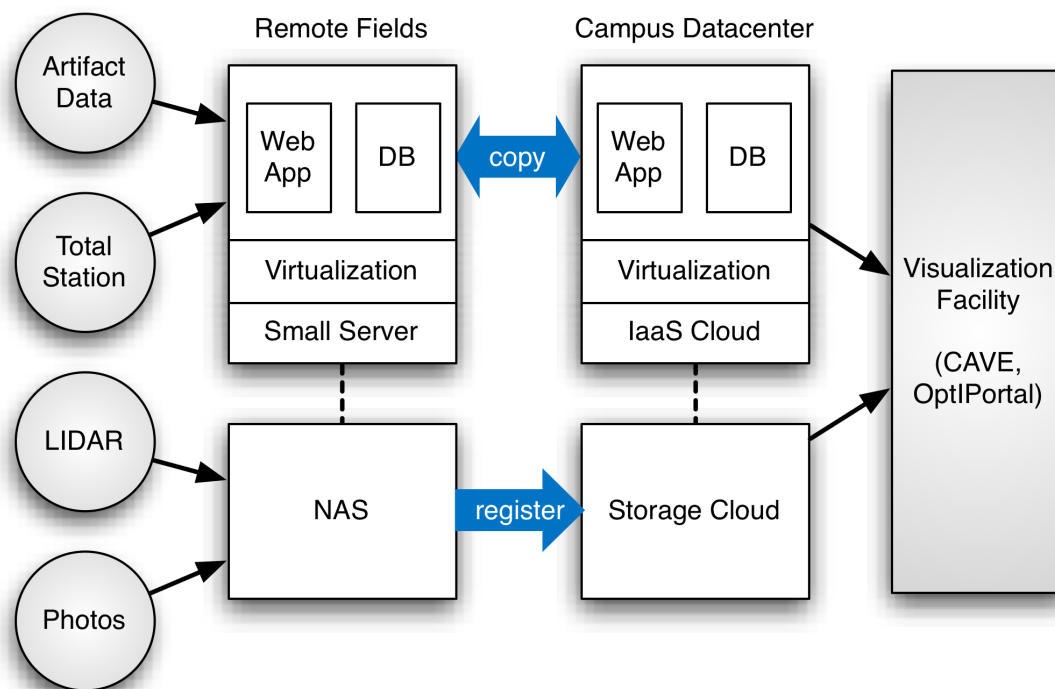 Remote Fields
Campus Datacenter
Artifact
Data
Total
Station
LIDAR
Photos
Web
App
DB
Virtualization
Small Server
NAS
copy
register
Web
App
DB
Virtualization
IaaS Cloud
Storage Cloud
Visualization
Facility
(CAVE,
OptIPortal)